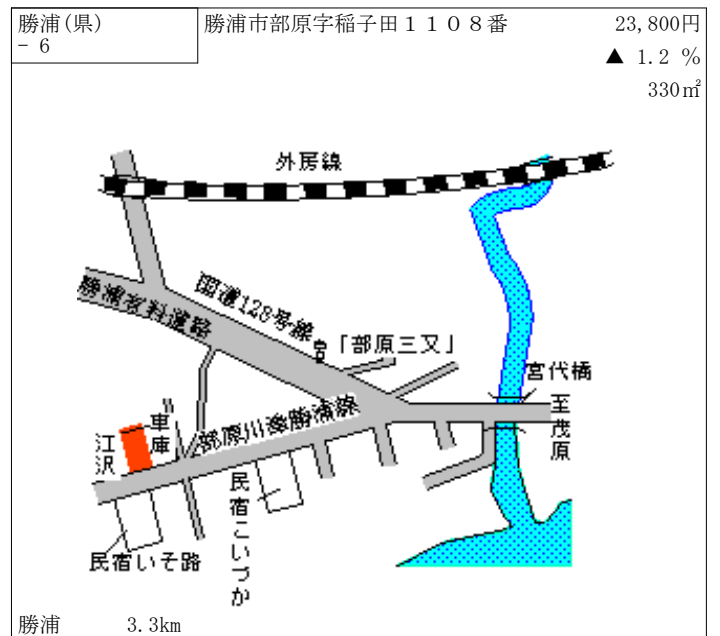 勝浦(県)
- 6
勝浦市部原字稲子田1108番
23,800円
▲ 1.2 %
330㎡
外房線
国道128号線
勝浦有料道路
「部原三又」
宮代橋
至茂原
部原川津勝浦線
車庫
江沢
民宿こいづか
民宿いそ路
勝浦 3.3km